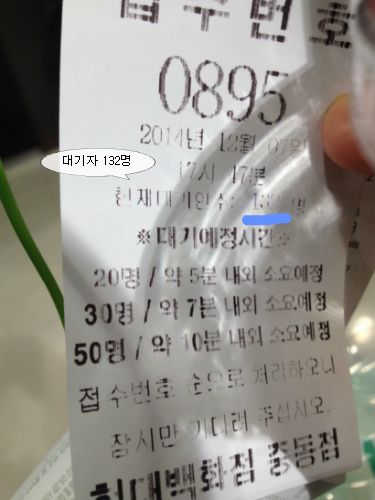 접수번호
0895
2014년 12월 07일
대기자 132명
17시 17분
현재대기인수: 132 명
※대기예정시간※
20명 / 약 5분 내외 소요예정
30명 / 약 7분 내외 소요예정
50명 / 약 10분 내외 소요예정
접수번호 순으로 처리하오니
잠시만 기다려 주십시오.
현대백화점 중동점